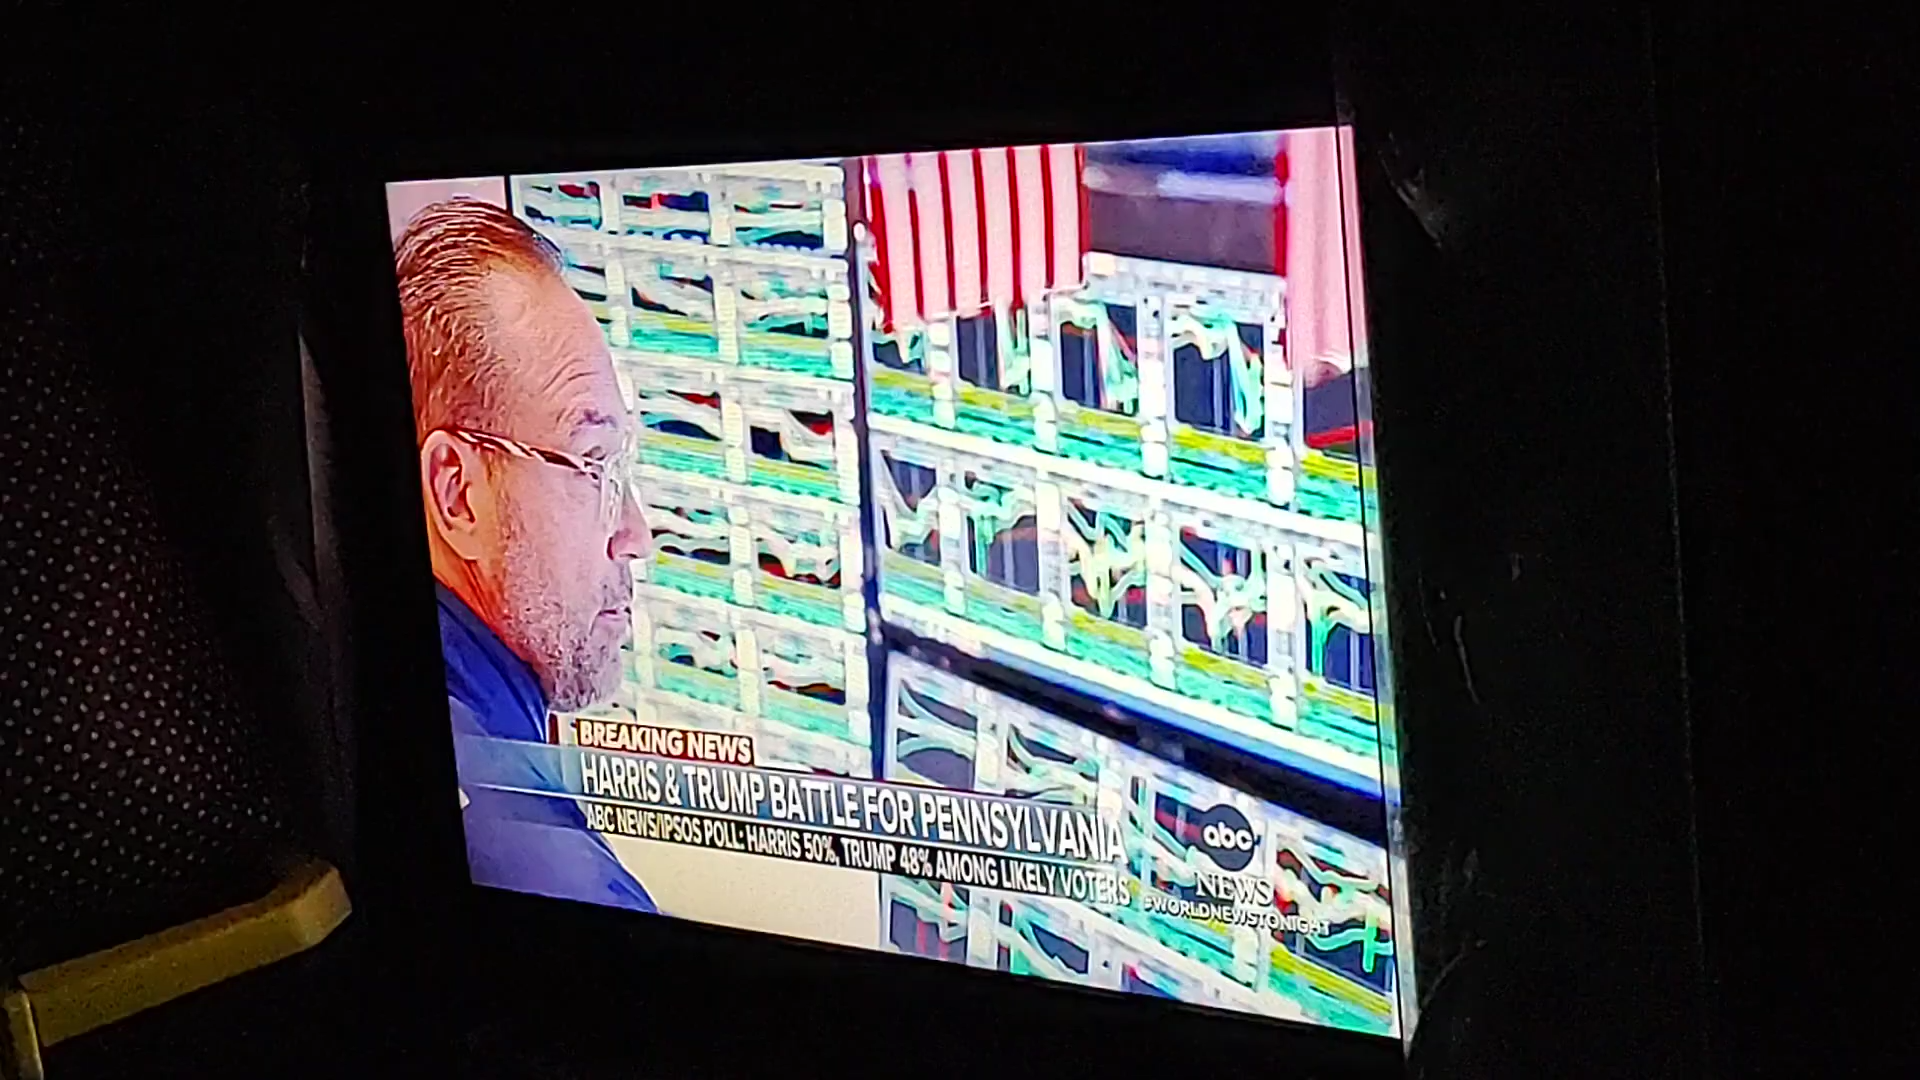 BREAKING NEWS
HARRIS & TRUMP BATTLE FOR PENNSYLVANIA
ABC NEWS/IPSOS POLL: HARRIS 50%, TRUMP 48% AMONG LIKELY VOTERS
abc
NEWS
#WORLDNEWSTONIGHT